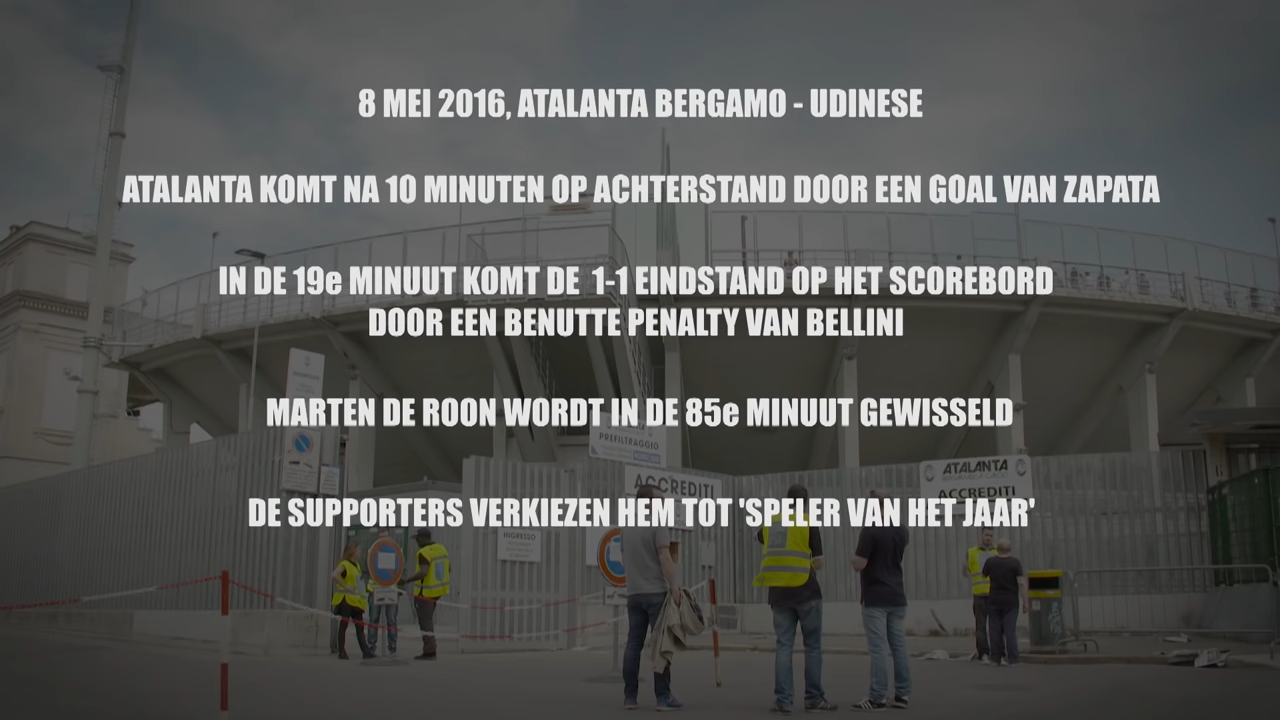 8 MEI 2016, ATALANTA BERGAMO - UDINESE
ATALANTA KOMT NA 10 MINUTEN OP ACHTERSTAND DOOR EEN GOAL VAN ZAPATA
IN DE 19e MINUUT KOMT DE 1-1 EINDSTAND OP HET SCOREBORD
DOOR EEN BENUTTE PENALTY VAN BELLINI
MARTEN DE ROON WORDT IN DE 85e MINUUT GEWISSELD
PREFILTRAGGIO
ATALANTA
ACCREDITI
ACCREDITI
DE SUPPORTERS VERKIEZEN HEM TOT 'SPELER VAN HET JAAR'
INGRESSO